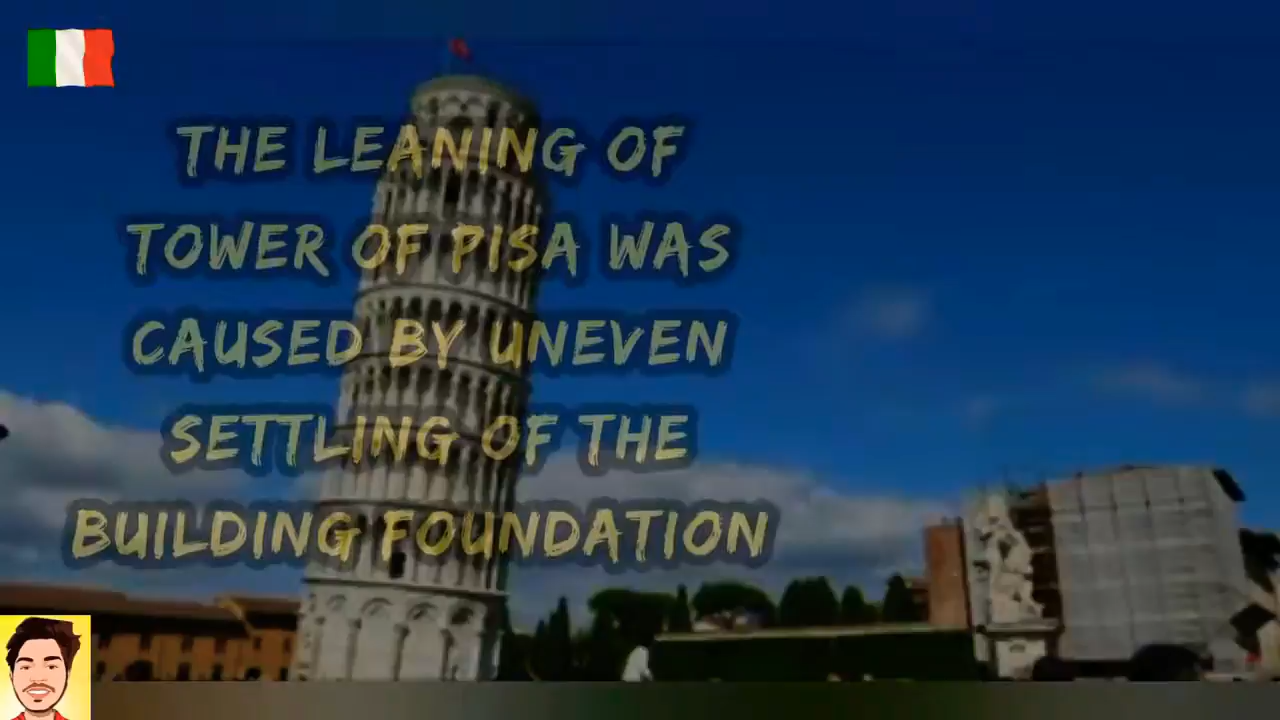 THE LEANING OF
TOWER OF PISA WAS
CAUSED BY UNEVEN
SETTLING OF THE
BUILDING FOUNDATION